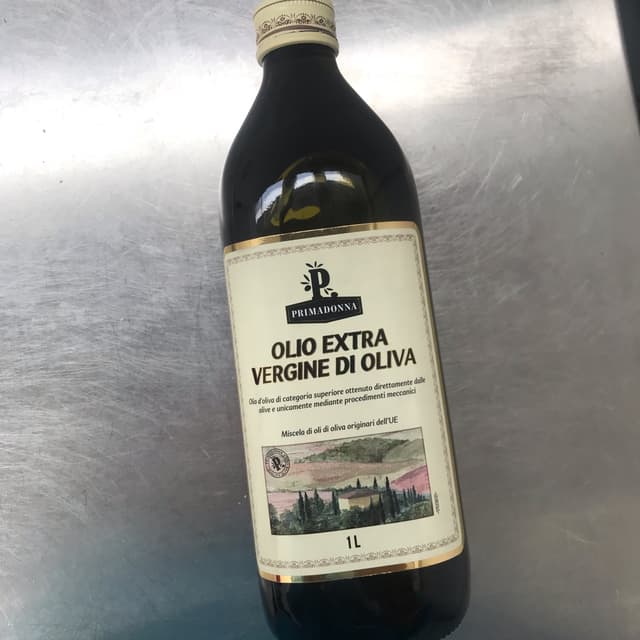 P
PRIMADONNA
OLIO EXTRA
VERGINE DI OLIVA
Olio d'oliva di categoria superiore ottenuto direttamente dalle
olive e unicamente mediante procedimenti meccanici
Miscela di oli di oliva originari dell'UE
1 L